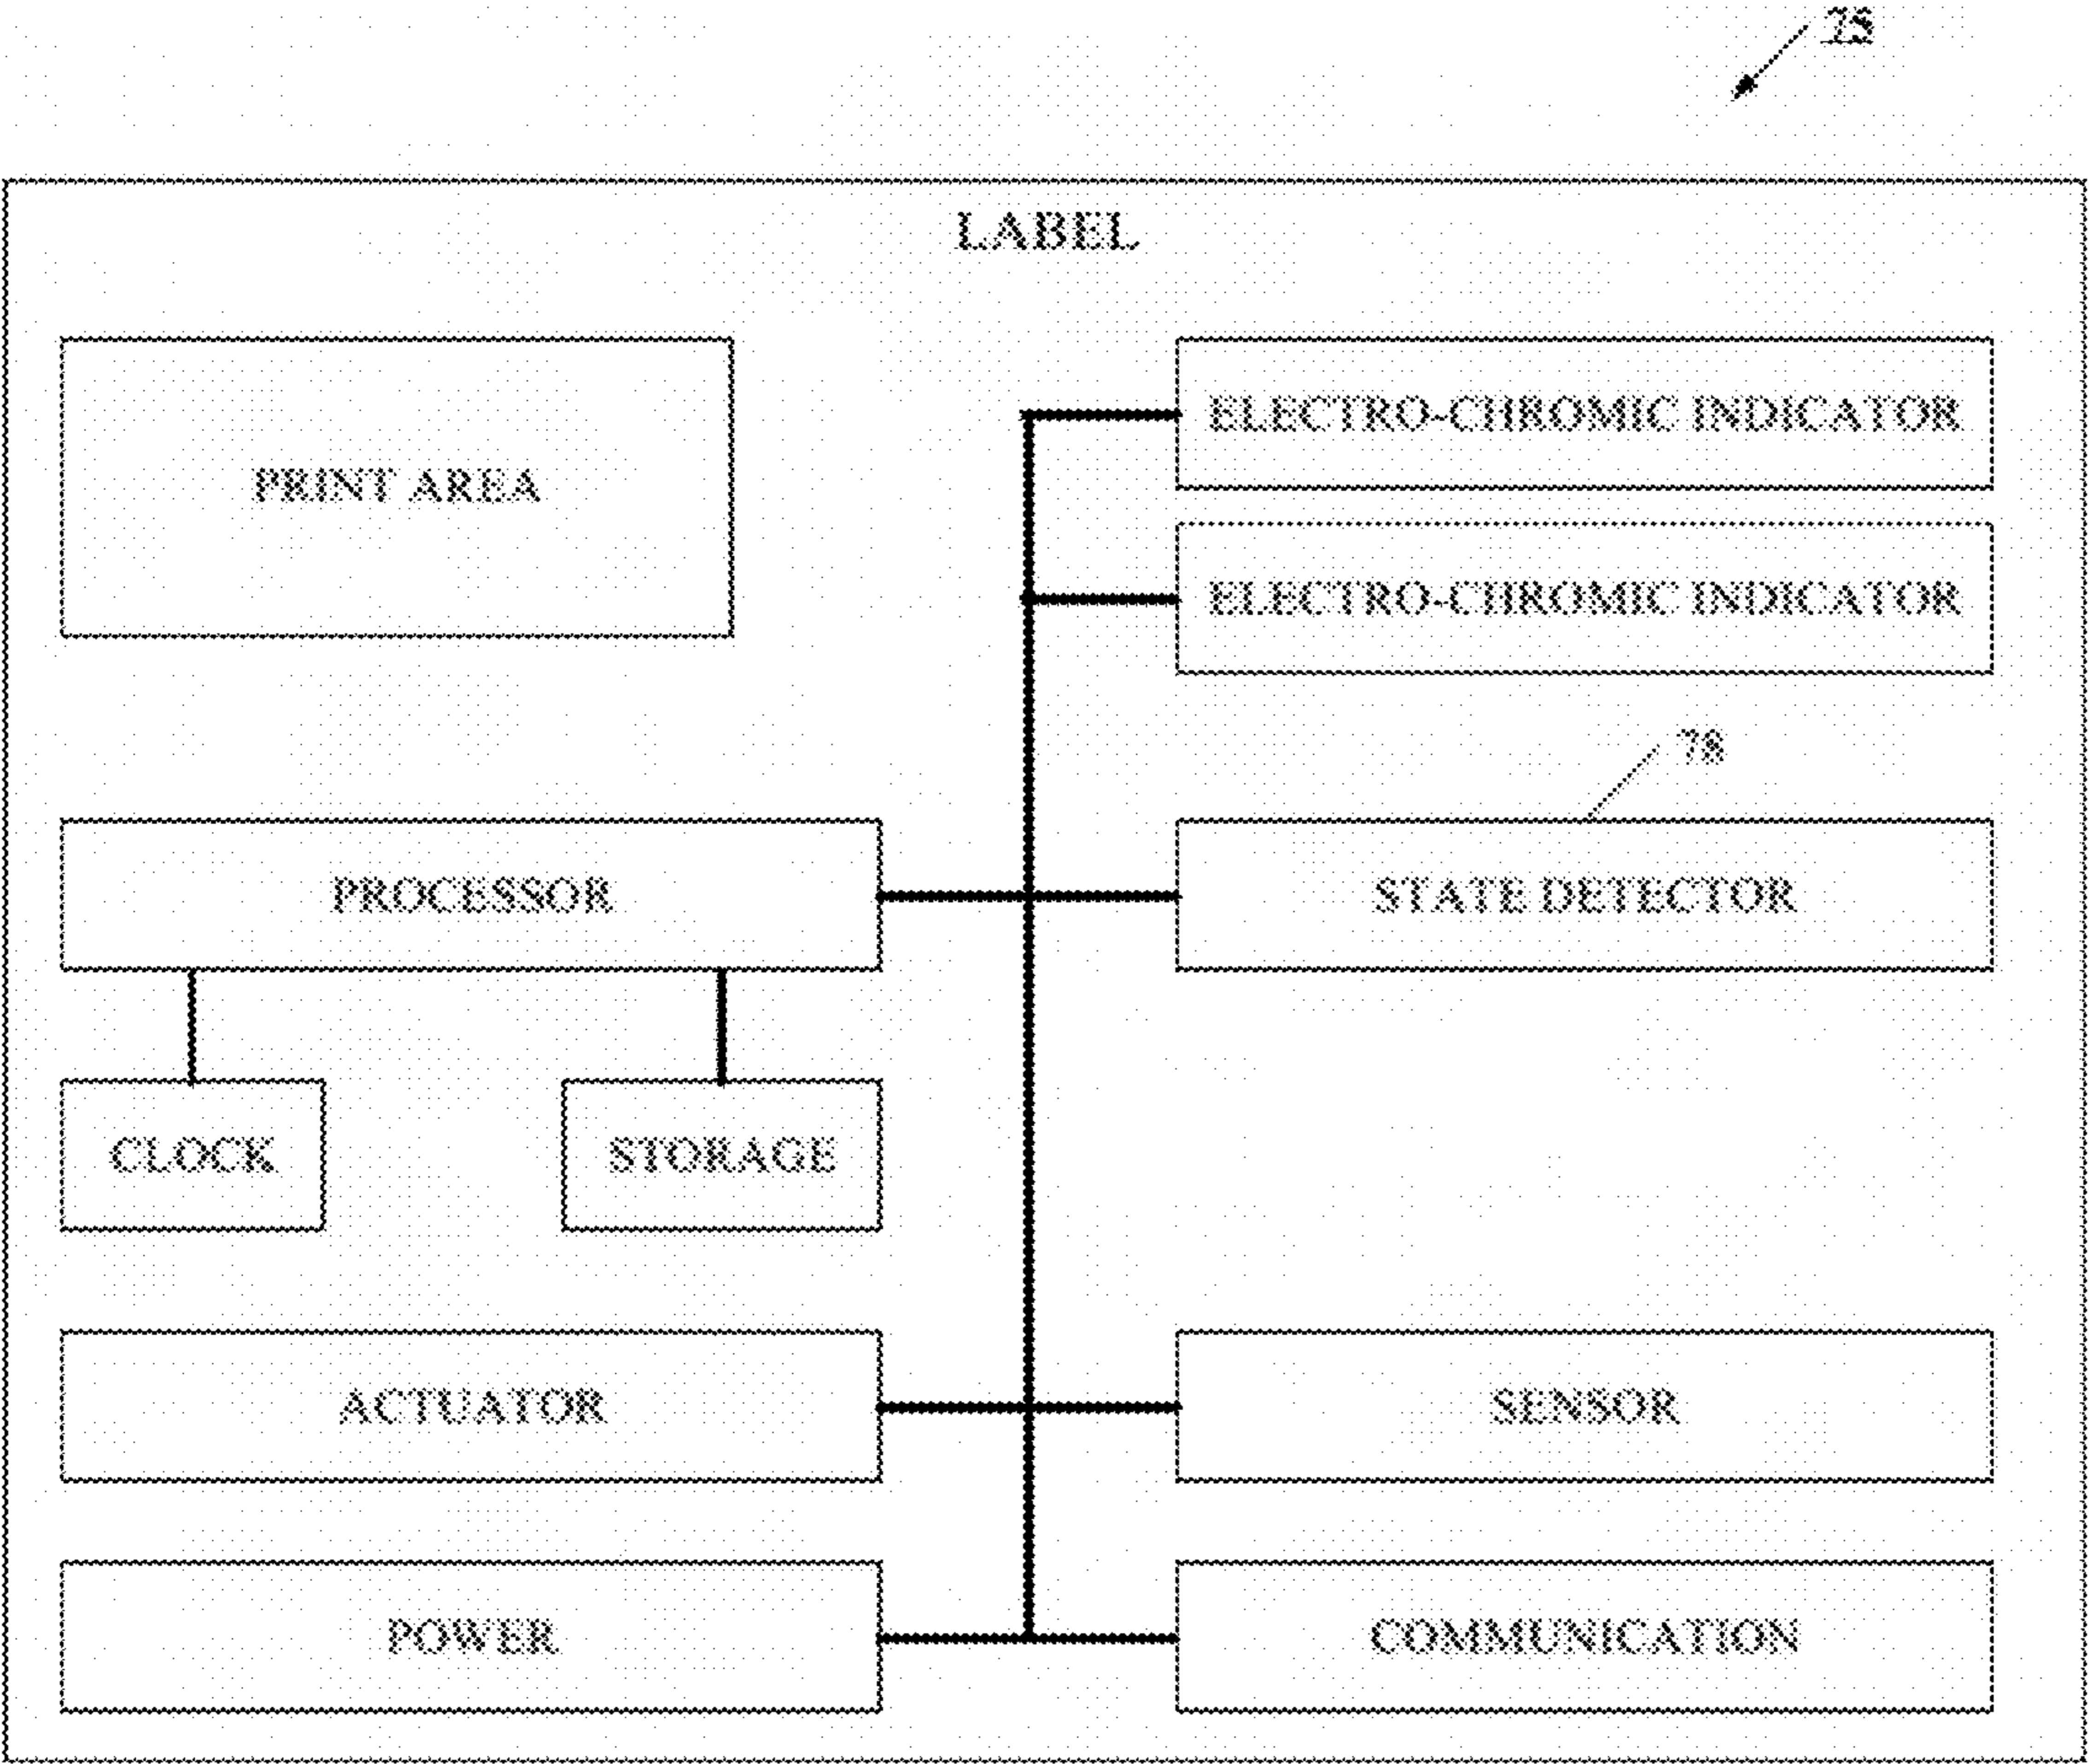 75
LABEL
PRINT AREA
ELECTRO-CHROMIC INDICATOR
ELECTRO-CHROMIC INDICATOR
78
PROCESSOR
STATE DETECTOR
CLOCK
STORAGE
ACTUATOR
SENSOR
POWER
COMMUNICATION